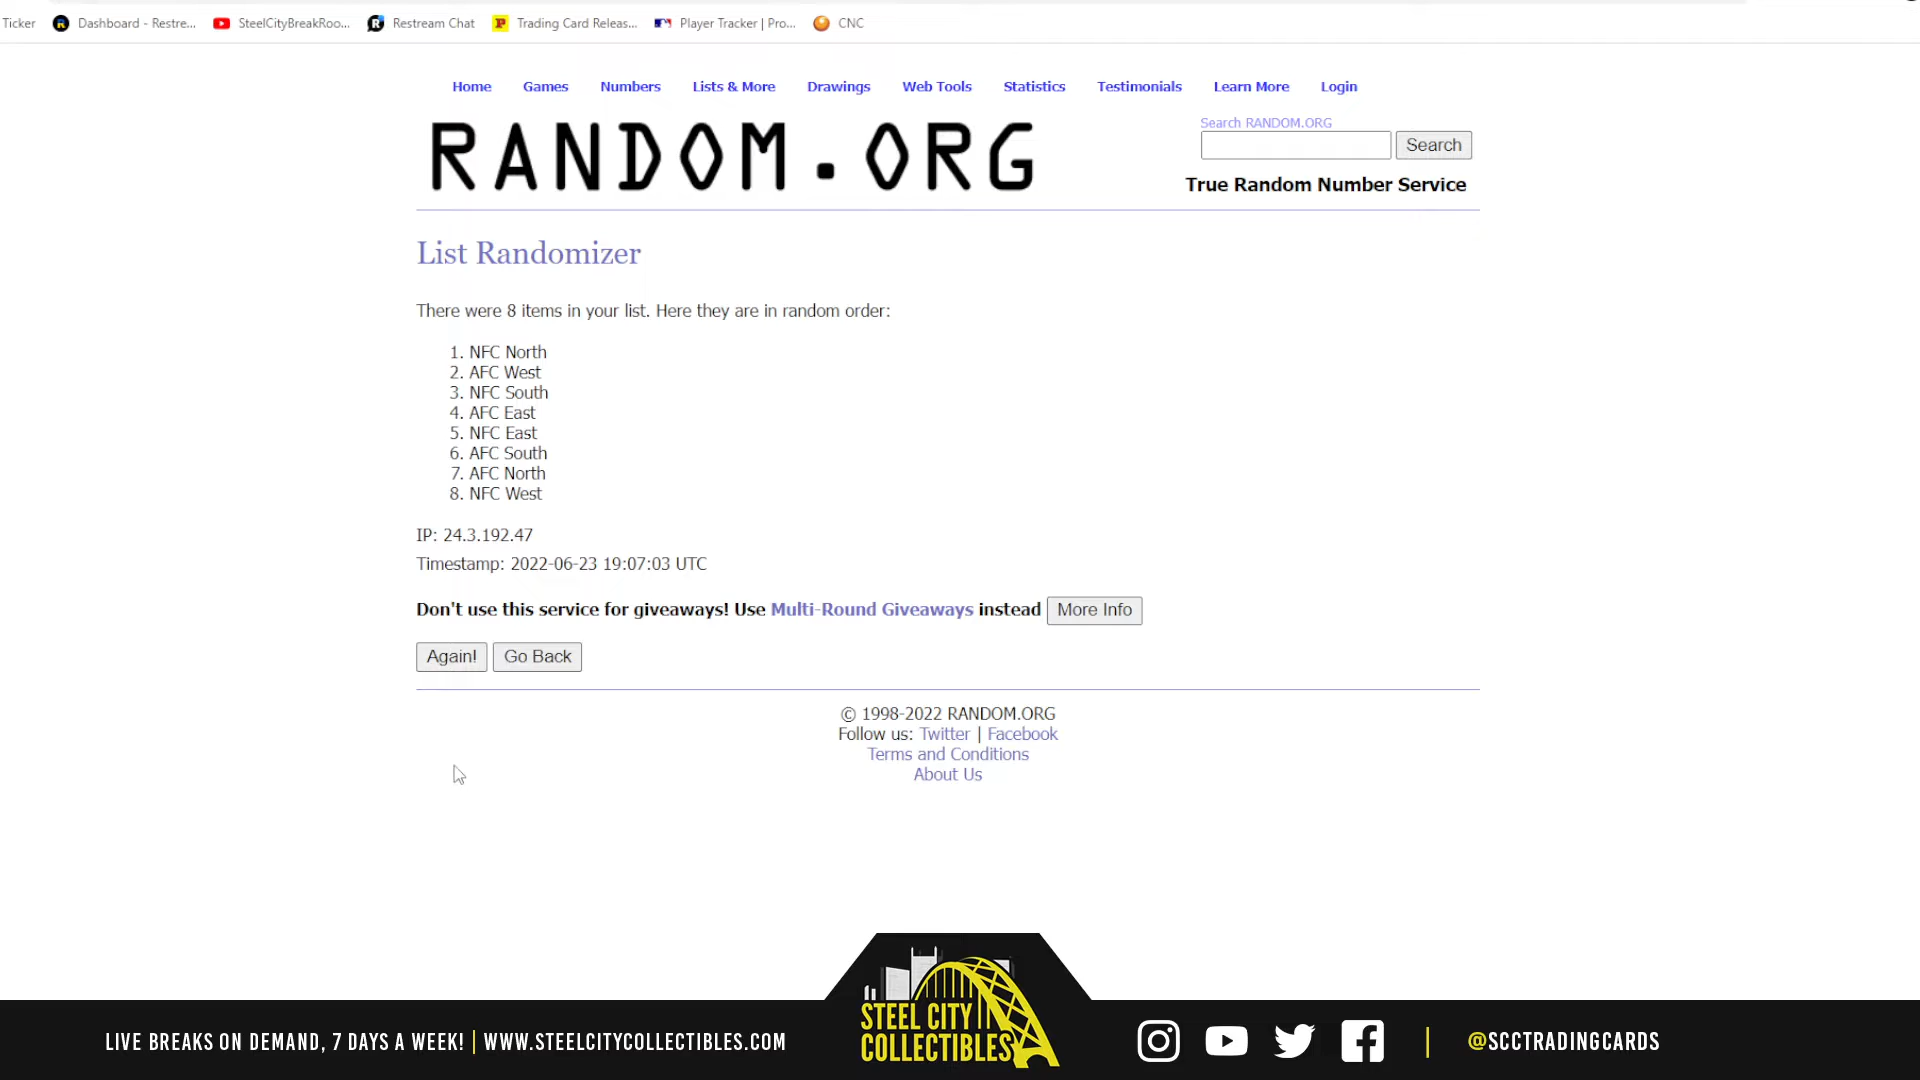 Ticker Dashboard - Restre... SteelCityBreakRoo... Restream Chat Trading Card Releas... Player Tracker | Pro... CNC
Home Games Numbers Lists & More Drawings Web Tools Statistics Testimonials Learn More Login
RANDOM.ORG
Search RANDOM.ORG
Search
True Random Number Service
List Randomizer
There were 8 items in your list. Here they are in random order:
1. NFC North
2. AFC West
3. NFC South
4. AFC East
5. NFC East
6. AFC South
7. AFC North
8. NFC West
IP: 24.3.192.47
Timestamp: 2022-06-23 19:07:03 UTC
Don't use this service for giveaways! Use Multi-Round Giveaways instead More Info
Again! Go Back
© 1998-2022 RANDOM.ORG
Follow us: Twitter | Facebook
Terms and Conditions
About Us
LIVE BREAKS ON DEMAND, 7 DAYS A WEEK! | WWW.STEELCITYCOLLECTIBLES.COM
STEEL CITY
COLLECTIBLES
| @SCCTRADINGCARDS